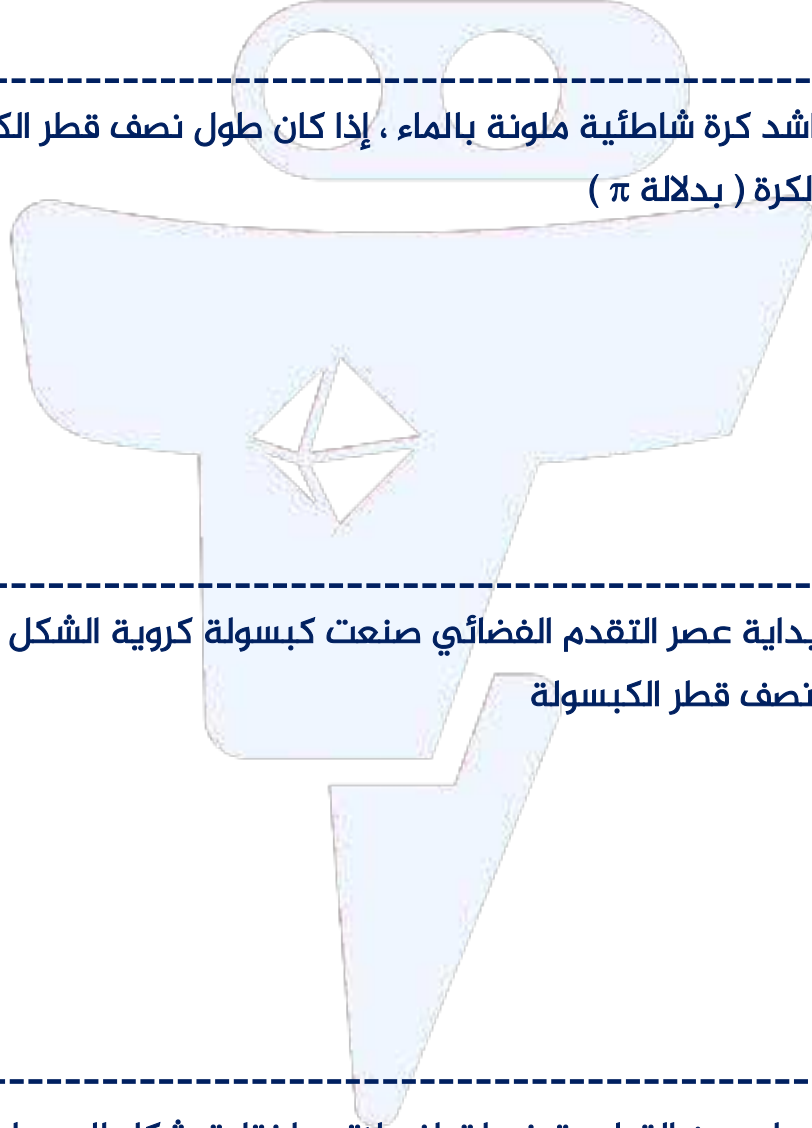 اشد كرة شاطئية ملونة بالماء ، إذا كان طول نصف قطر الك
لكرة ( بدلالة π )
بداية عصر التقدم الفضائي صنعت كبسولة كروية الشكل
نصف قطر الكبسولة